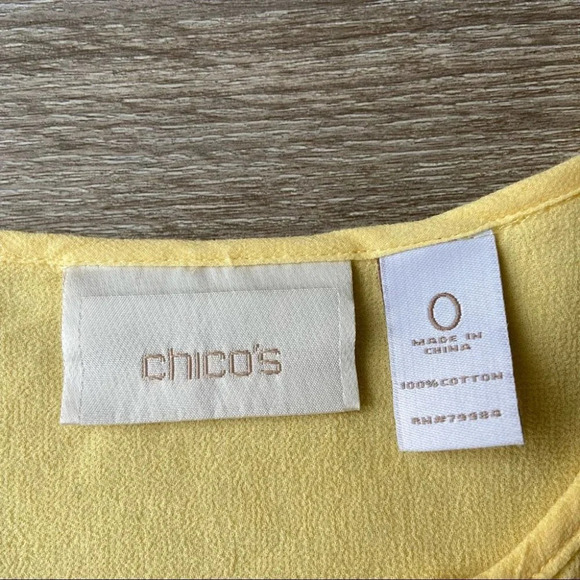 chico's
0
MADE IN
CHINA
100% COTTON
RN#79984